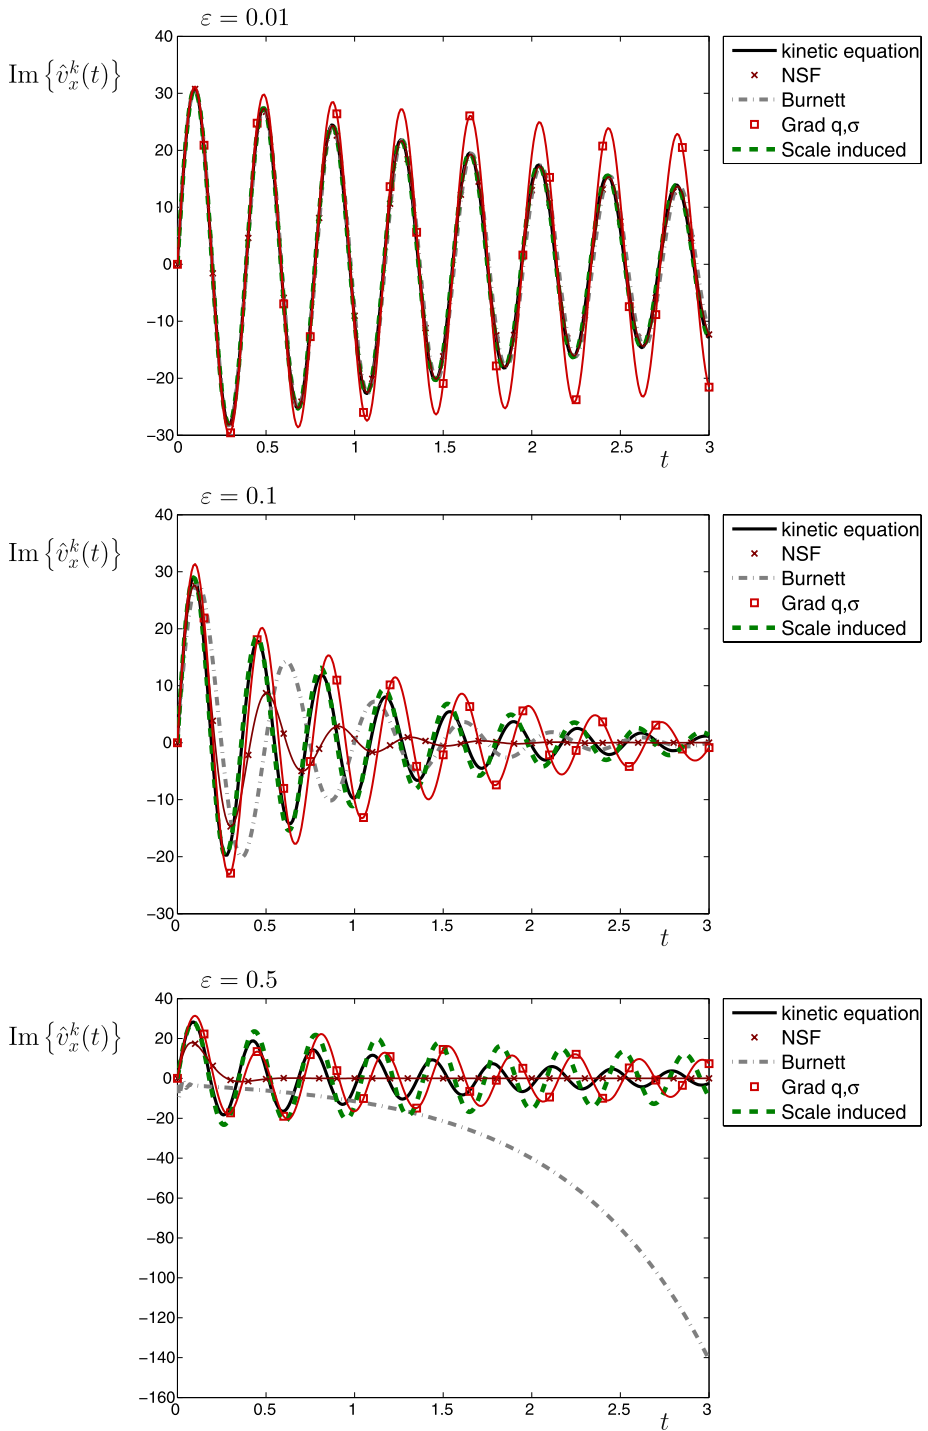 ε = 0.01
Im {v̂ₓᵏ(t)}
40
30
20
10
0
−10
−20
−30
0 0.5 1 1.5 2 2.5 3
t
kinetic equation
NSF
Burnett
Grad q,σ
Scale induced
ε = 0.1
Im {v̂ₓᵏ(t)}
40
30
20
10
0
−10
−20
−30
0 0.5 1 1.5 2 2.5 3
t
kinetic equation
NSF
Burnett
Grad q,σ
Scale induced
ε = 0.5
Im {v̂ₓᵏ(t)}
40
20
0
−20
−40
−60
−80
−100
−120
−140
−160
0 0.5 1 1.5 2 2.5 3
t
kinetic equation
NSF
Burnett
Grad q,σ
Scale induced